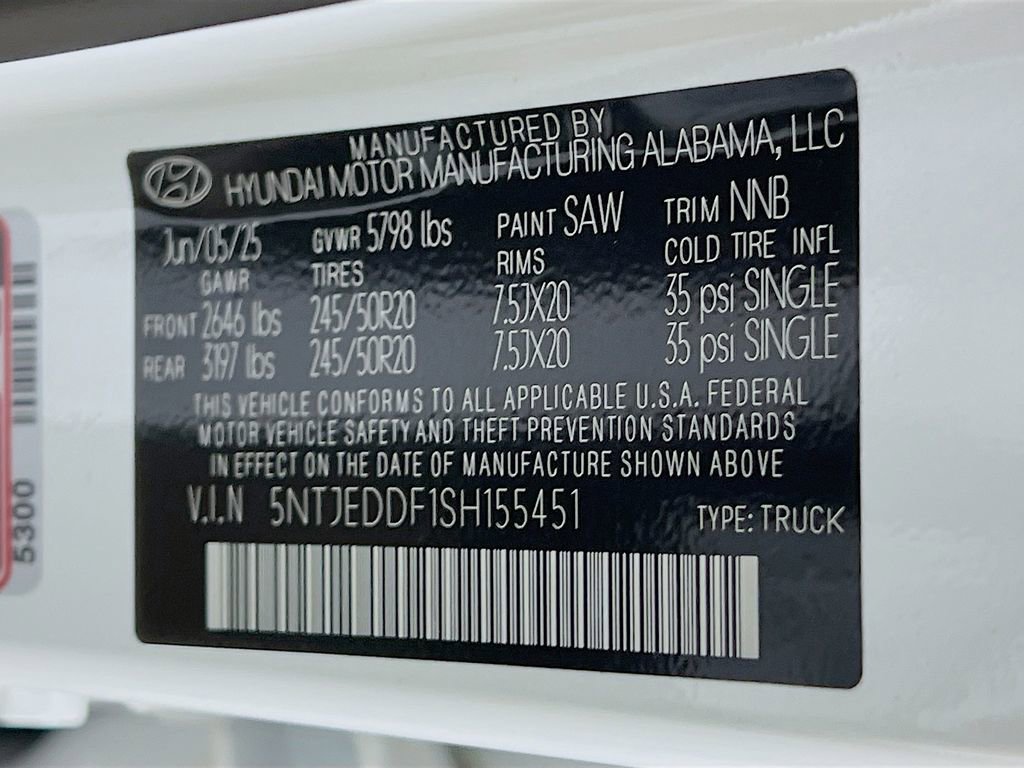 MANUFACTURED BY
HYUNDAI MOTOR MANUFACTURING ALABAMA, LLC
Jun/05/25 GVWR 5798 lbs PAINT SAW TRIM NNB
GAWR TIRES RIMS COLD TIRE INFL
FRONT 2646 lbs 245/50R20 7.5JX20 35 psi SINGLE
REAR 3197 lbs 245/50R20 7.5JX20 35 psi SINGLE
THIS VEHICLE CONFORMS TO ALL APPLICABLE U.S.A. FEDERAL
MOTOR VEHICLE SAFETY AND THEFT PREVENTION STANDARDS
IN EFFECT ON THE DATE OF MANUFACTURE SHOWN ABOVE
V.I.N 5NTJEDDF1SH155451 TYPE: TRUCK
5300